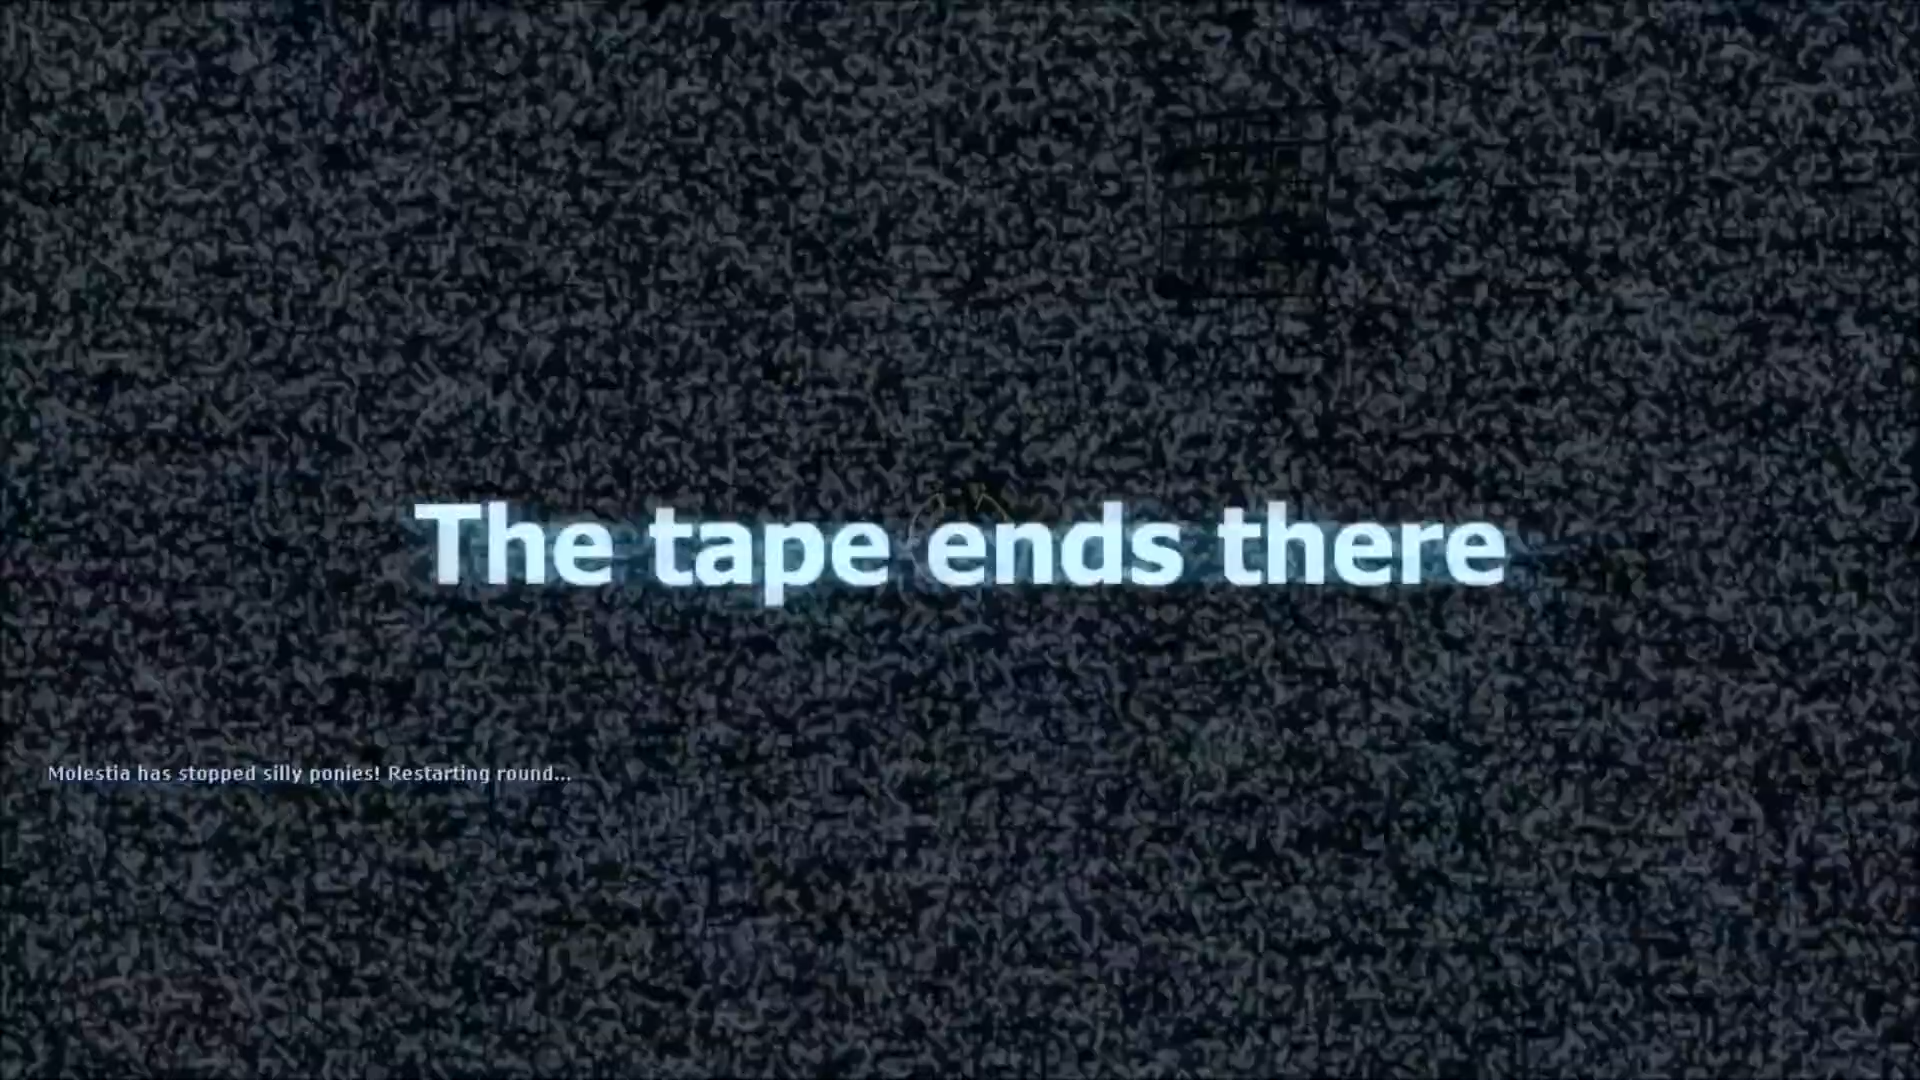 The tape ends there
Molestia has stopped silly ponies! Restarting round...